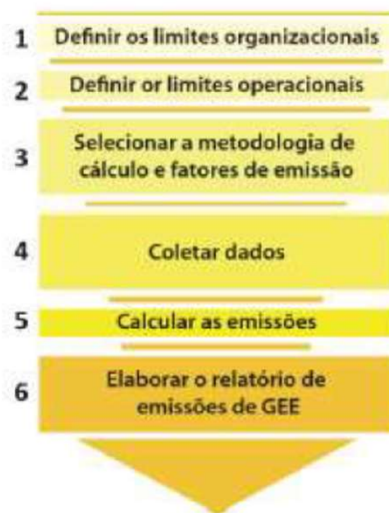 1 Definir os limites organizacionais
2 Definir or limites operacionais
3 Selecionar a metodologia de
cálculo e fatores de emissão
4 Coletar dados
5 Calcular as emissões
6 Elaborar o relatório de
emissões de GEE